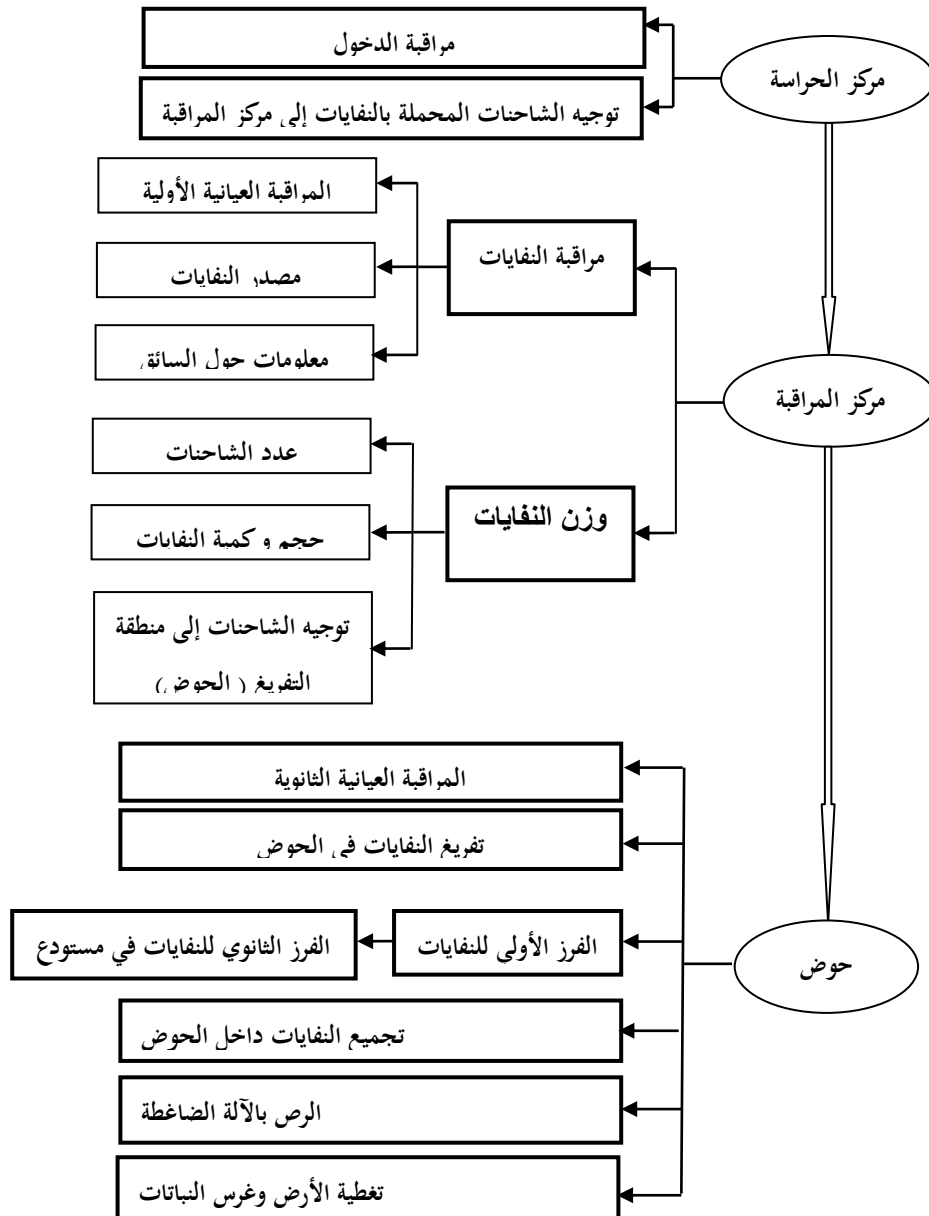 مركز الحراسة
مراقبة الدخول
توجيه الشاحنات المحملة بالنفايات إلى مركز المراقبة
مركز المراقبة
مراقبة النفايات
المراقبة العيانية الأولية
مصدر النفايات
معلومات حول السائق
وزن النفايات
عدد الشاحنات
حجم و كمية النفايات
توجيه الشاحنات إلى منطقة
التفريغ ( الحوض)
حوض
المراقبة العيانية الثانوية
تفريغ النفايات في الحوض
الفرز الأولي للنفايات
الفرز الثانوي للنفايات في مستودع
تجميع النفايات داخل الحوض
الرص بالآلة الضاغطة
تغطية الأرض وغرس النباتات